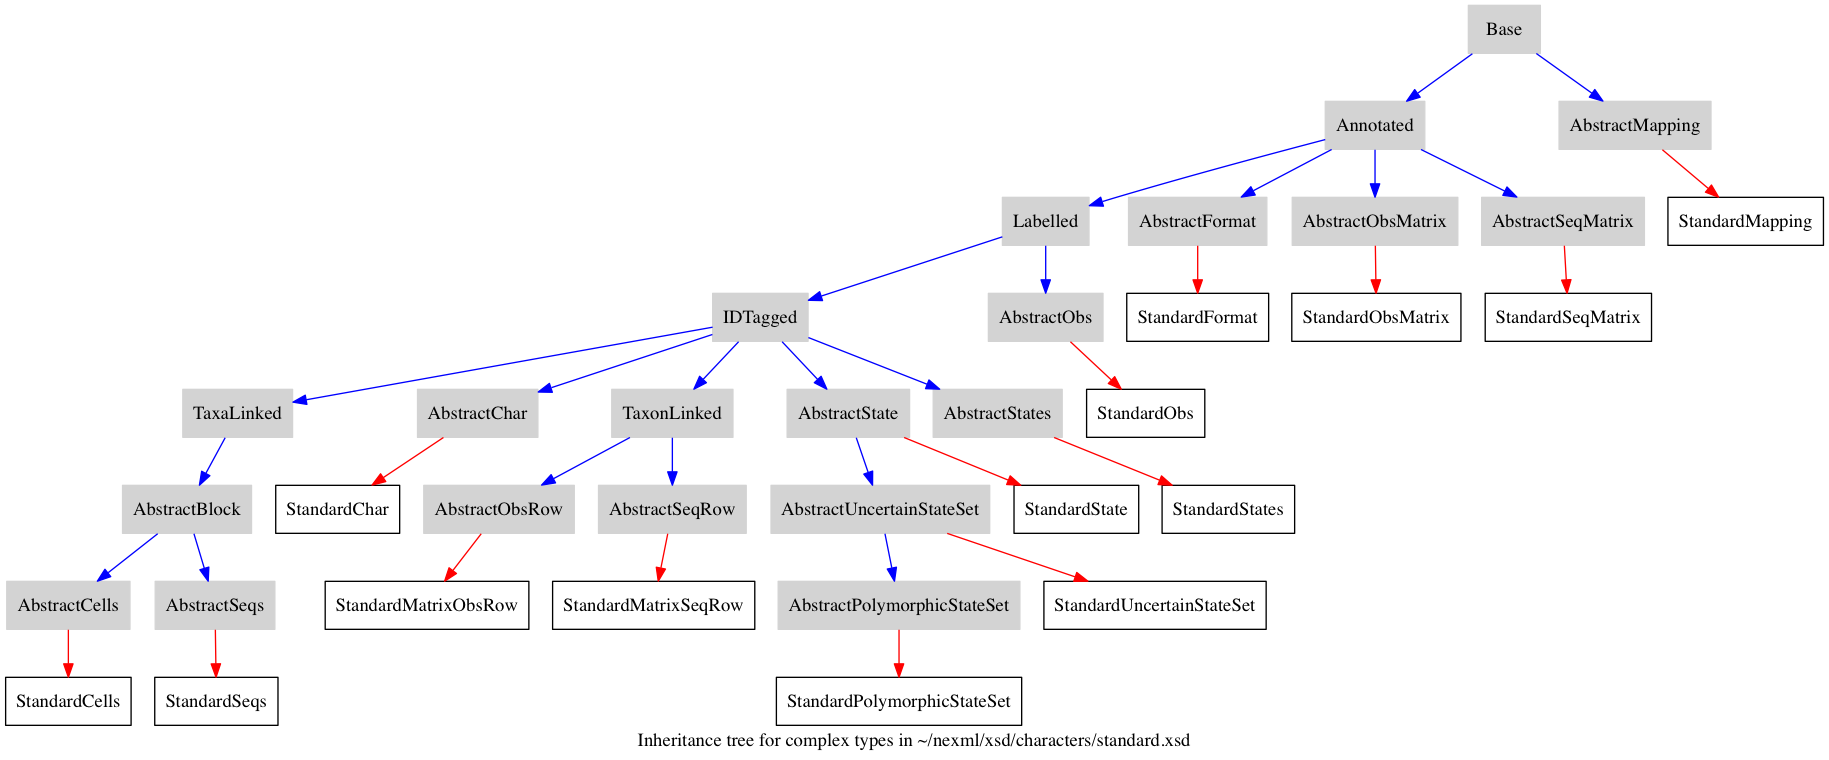 Base
Annotated
AbstractMapping
Labelled
AbstractFormat
AbstractObsMatrix
AbstractSeqMatrix
StandardMapping
IDTagged
AbstractObs
StandardFormat
StandardObsMatrix
StandardSeqMatrix
TaxaLinked
AbstractChar
TaxonLinked
AbstractState
AbstractStates
StandardObs
AbstractBlock
StandardChar
AbstractObsRow
AbstractSeqRow
AbstractUncertainStateSet
StandardState
StandardStates
AbstractCells
AbstractSeqs
StandardMatrixObsRow
StandardMatrixSeqRow
AbstractPolymorphicStateSet
StandardUncertainStateSet
StandardCells
StandardSeqs
StandardPolymorphicStateSet
Inheritance tree for complex types in ~/nexml/xsd/characters/standard.xsd